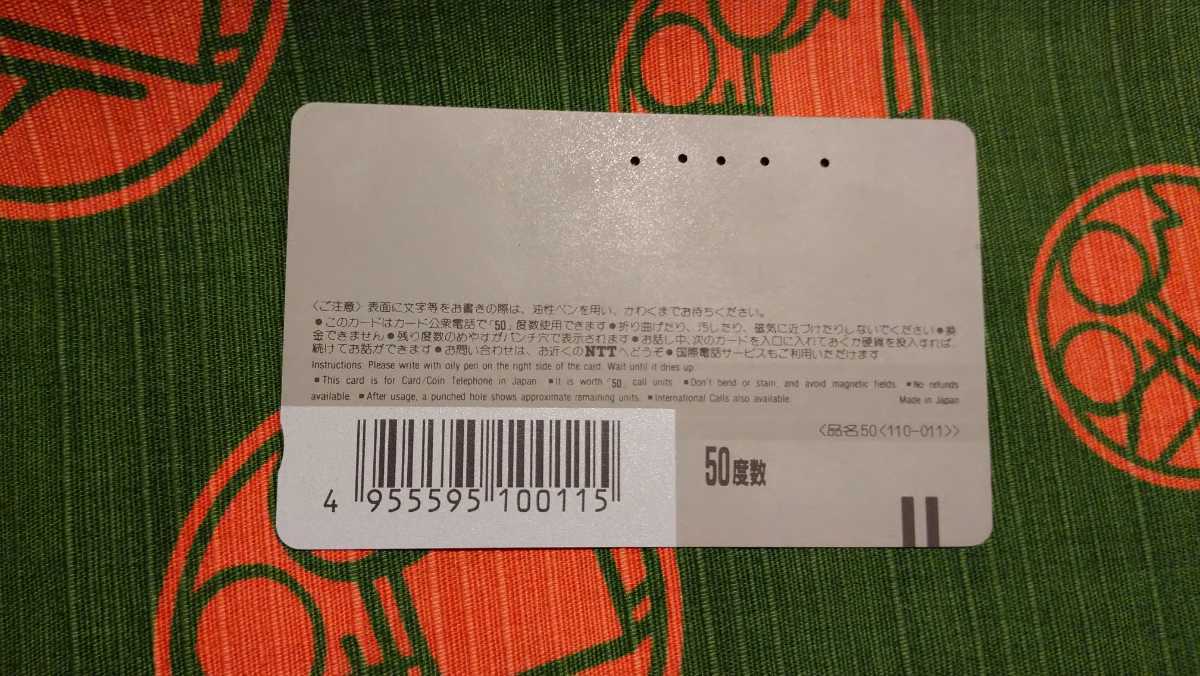 〈ご注意〉表面に文字等をお書きの際は、油性ペンを用い、かわくまでお待ちください。
●このカードはカード公衆電話で「50」度数使用できます●折り曲げたり、汚したり、磁気に近づけたりしないでください●換
金できません●残り度数のめやすがパンチ穴で表示されます●お話し中、次のカードを入口に入れておくか硬貨を投入すれば、
続けてお話ができます●お問い合わせは、お近くのNTTへどうぞ●国際電話サービスもご利用いただけます
Instructions: Please write with oily pen on the right side of the card. Wait until it dries up.
■This card is for Card/Coin Telephone in Japan. ■It is worth「50」call units. ■Don't bend or stain, and avoid magnetic fields. ■No refunds
available. ■After usage, a punched hole shows approximate remaining units. ■International Calls also available. Made in Japan
〈品名50〈110-011〉〉
50度数
4 955595 100115